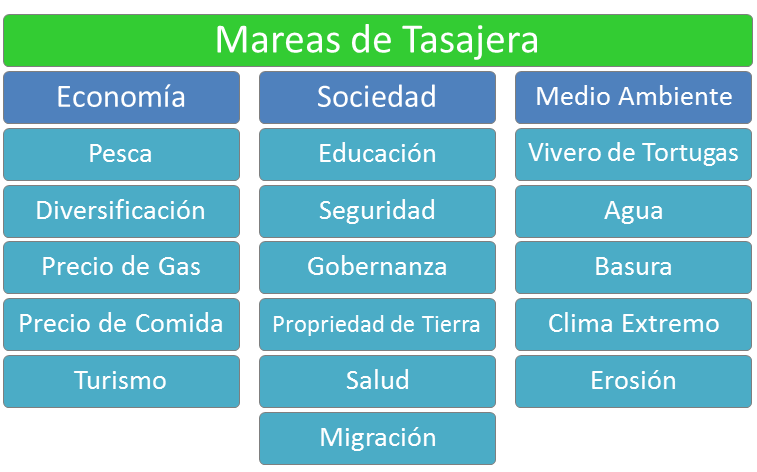 Mareas de Tasajera
Economía
Sociedad
Medio Ambiente
Pesca
Educación
Vivero de Tortugas
Diversificación
Seguridad
Agua
Precio de Gas
Gobernanza
Basura
Precio de Comida
Propriedad de Tierra
Clima Extremo
Turismo
Salud
Erosión
Migración